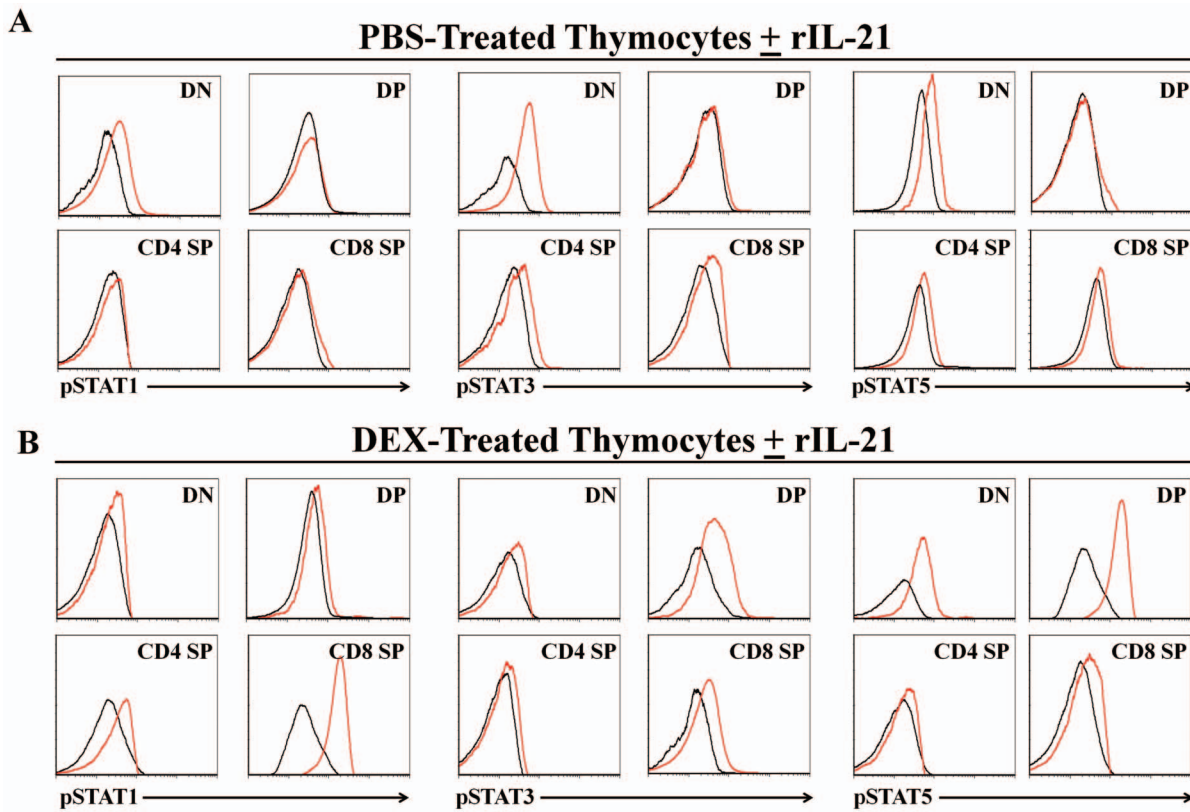 A
PBS-Treated Thymocytes ± rIL-21
DN DP DN DP DN DP
CD4 SP CD8 SP CD4 SP CD8 SP CD4 SP CD8 SP
pSTAT1 pSTAT3 pSTAT5
B
DEX-Treated Thymocytes ± rIL-21
DN DP DN DP DN DP
CD4 SP CD8 SP CD4 SP CD8 SP CD4 SP CD8 SP
pSTAT1 pSTAT3 pSTAT5